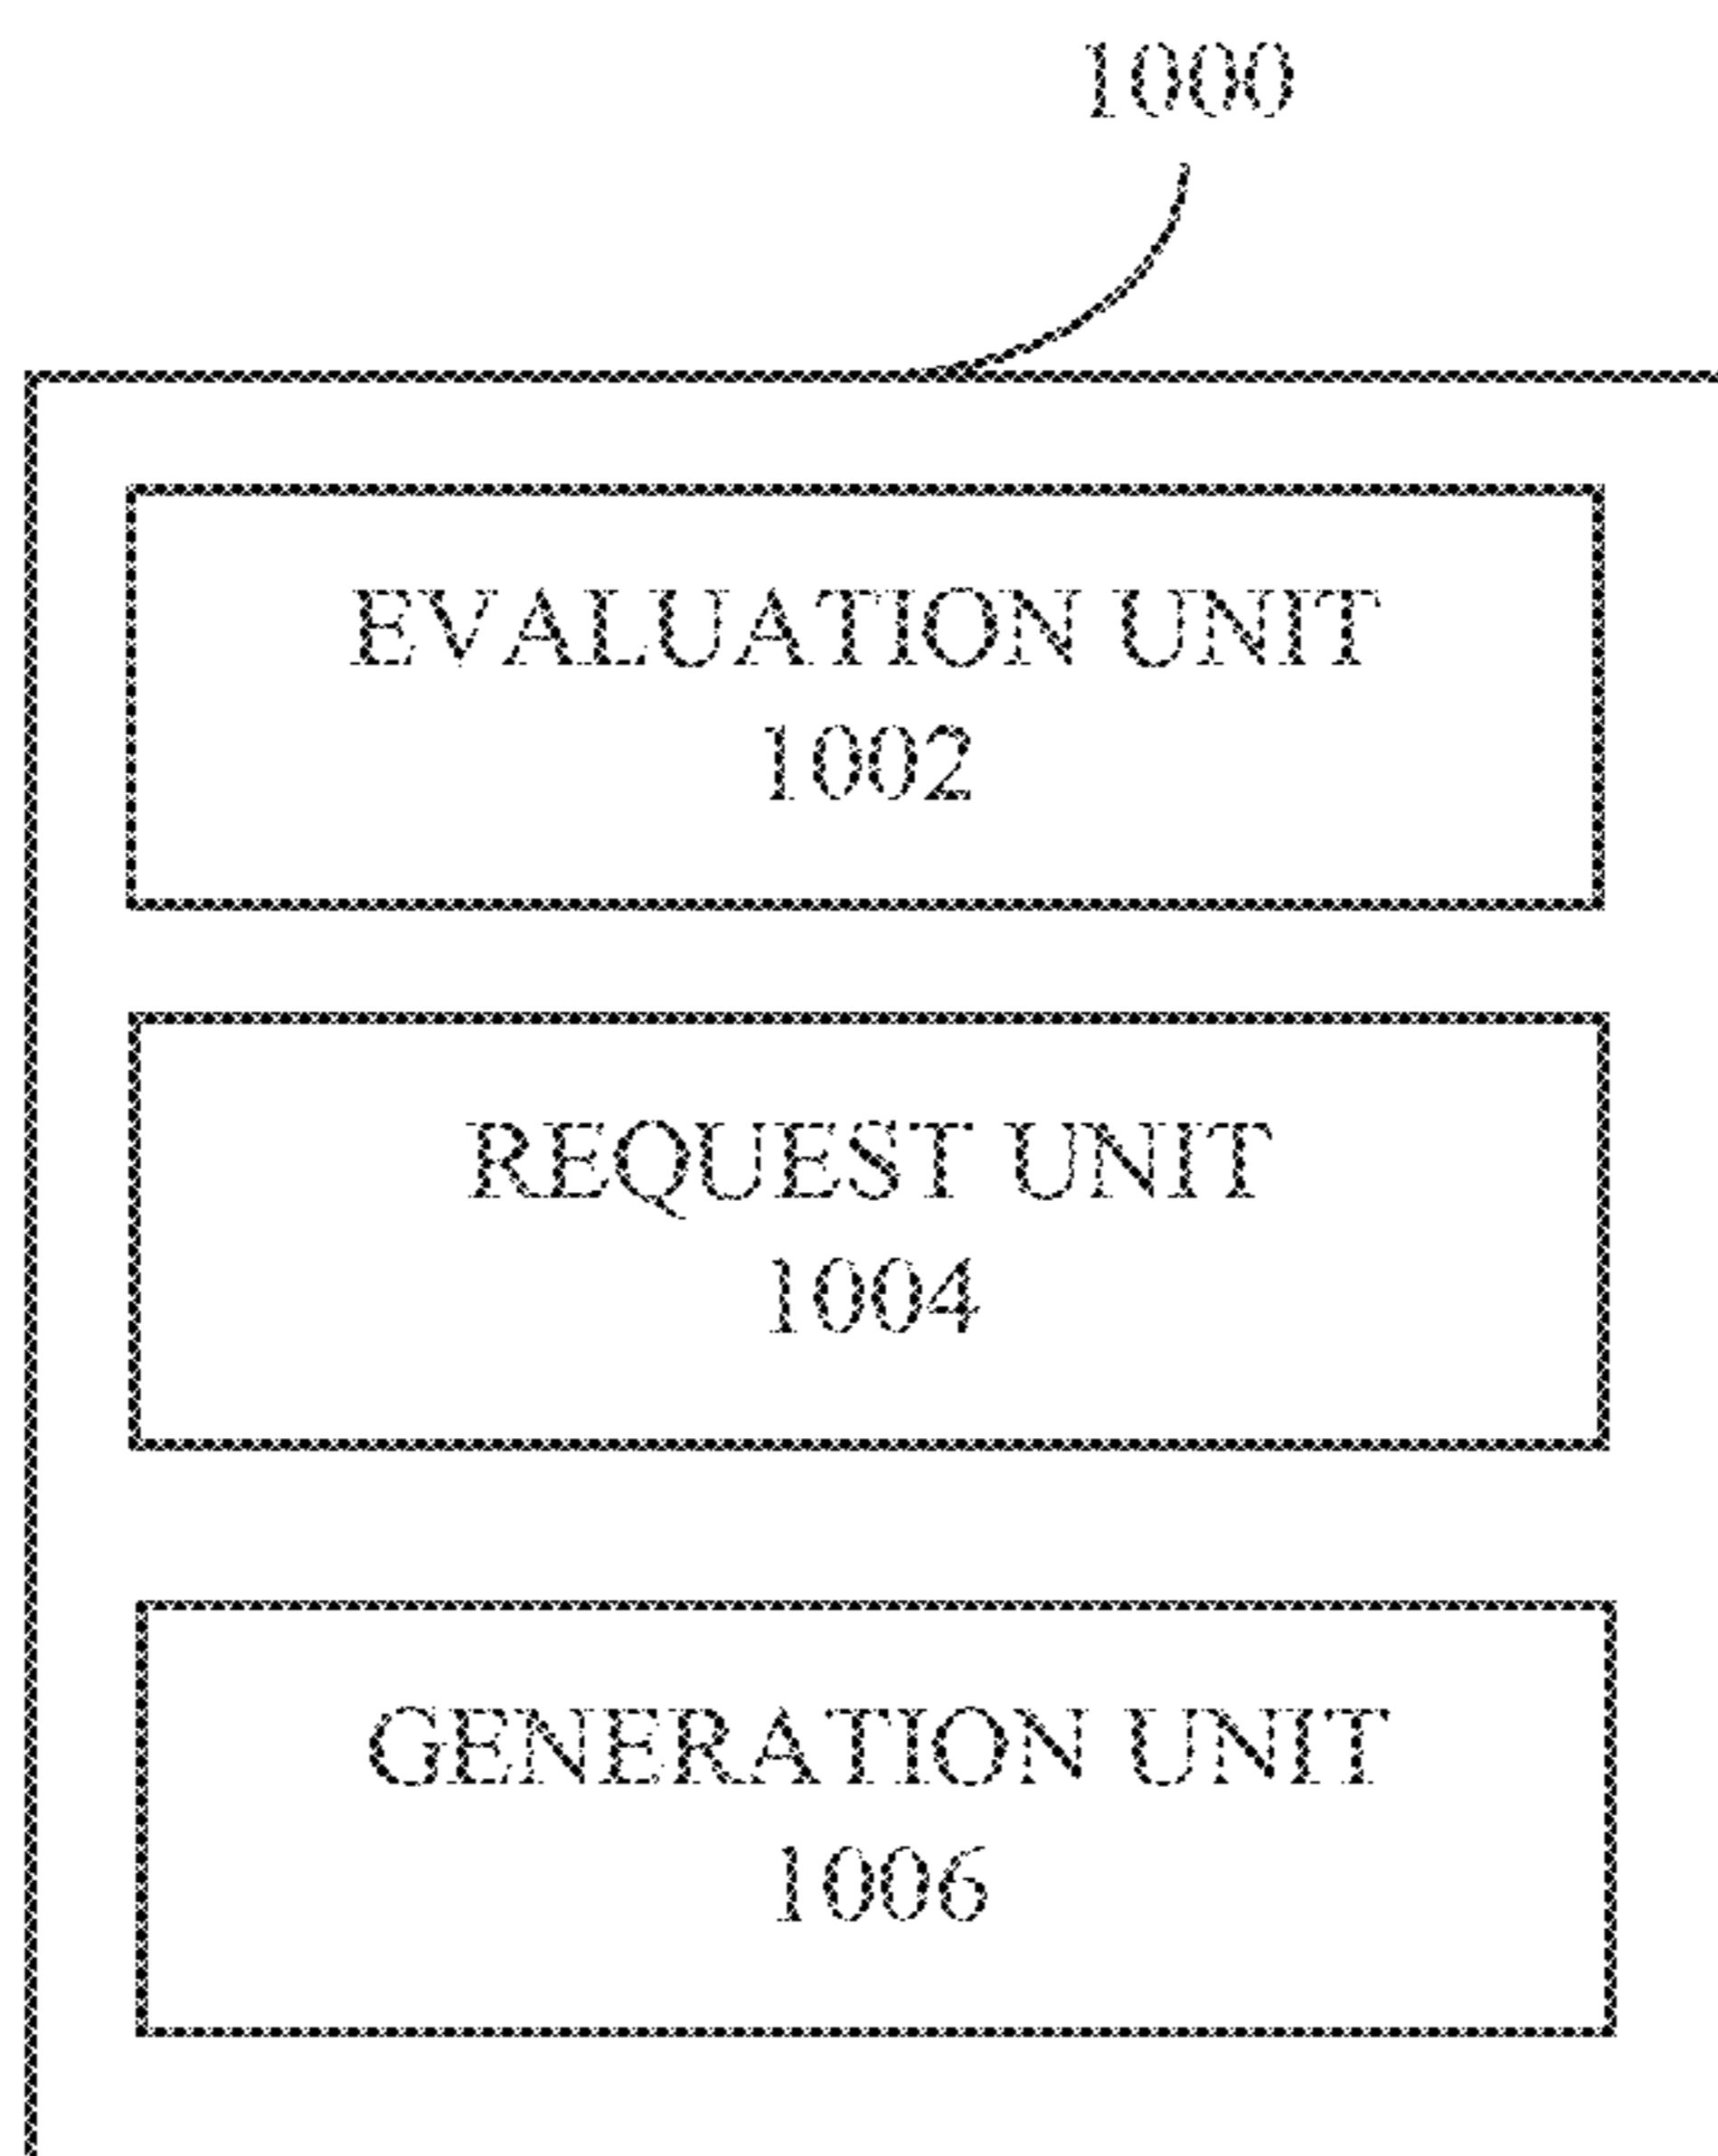 1000
EVALUATION UNIT
1002
REQUEST UNIT
1004
GENERATION UNIT
1006